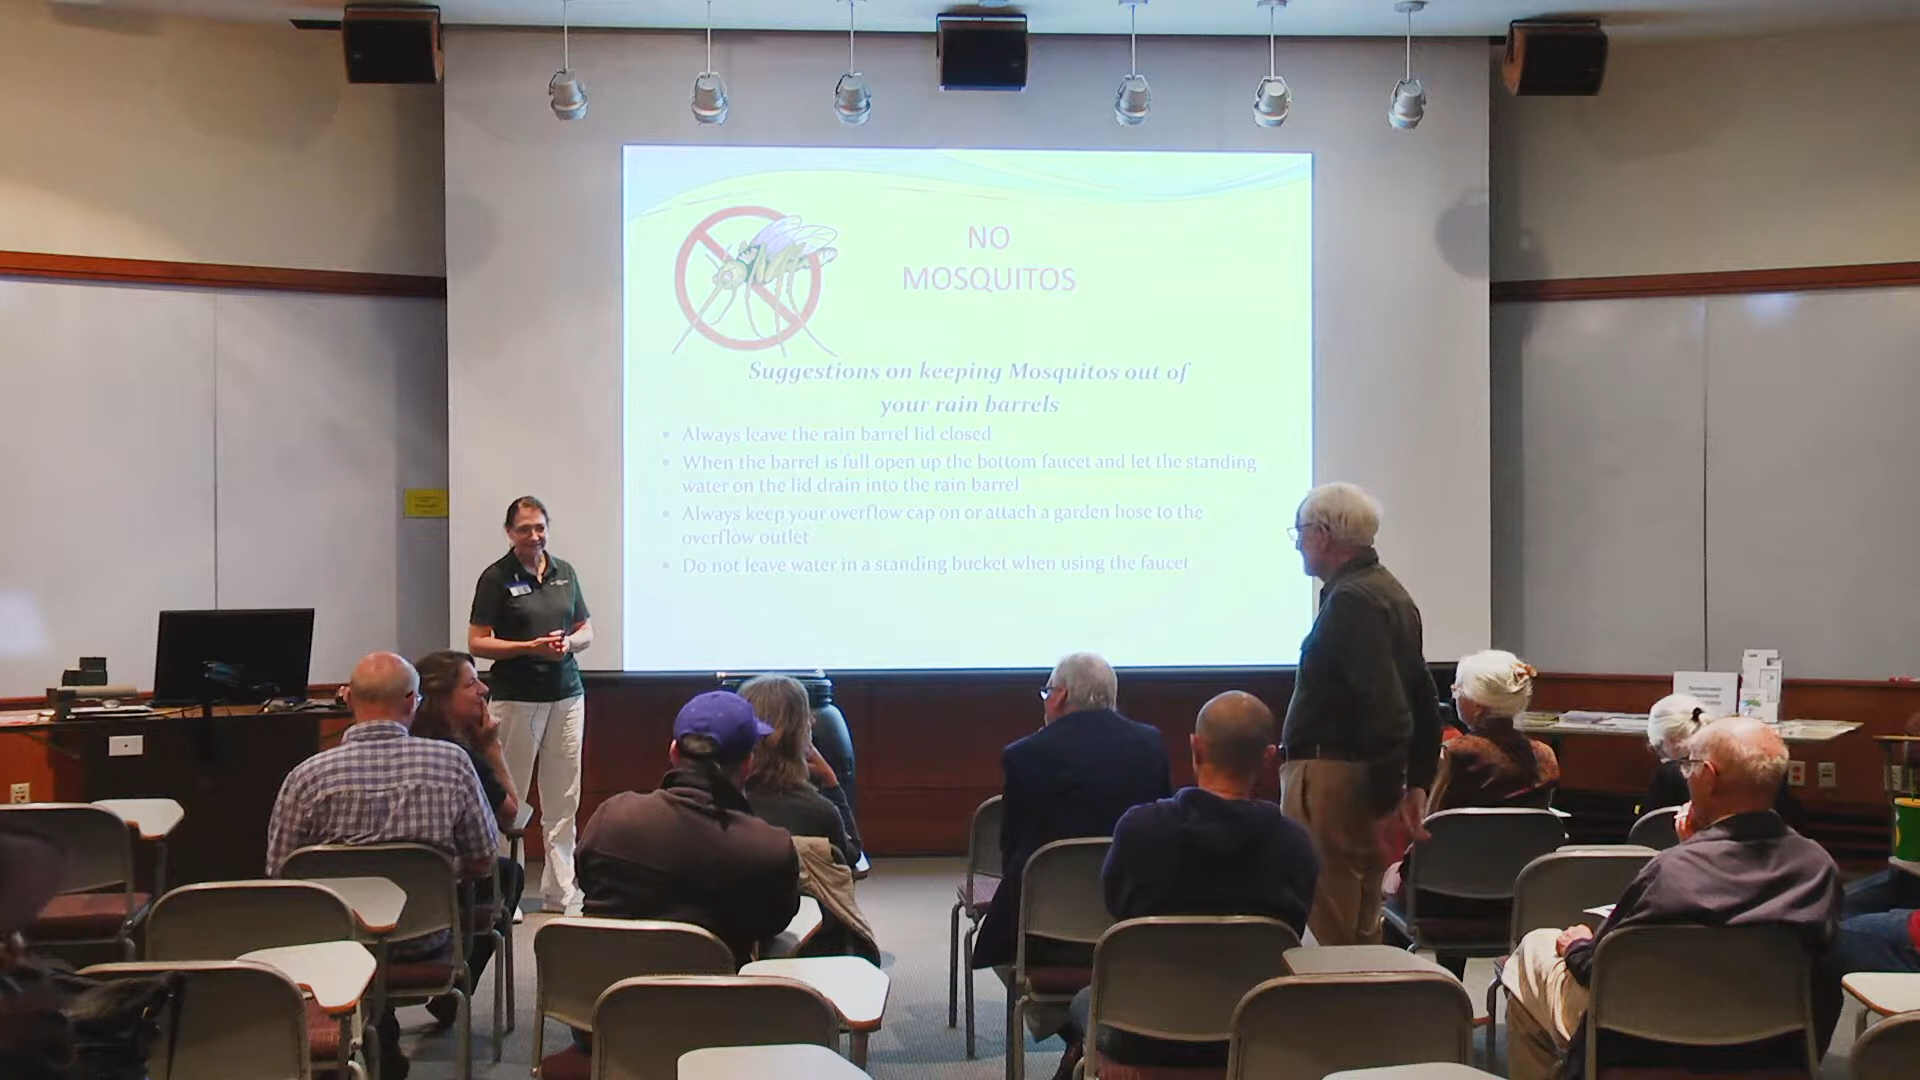 NO
MOSQUITOS
Suggestions on keeping Mosquitos out of
your rain barrels
Always leave the rain barrel lid closed
When the barrel is full open up the bottom faucet and let the standing
water on the lid drain into the rain barrel
Always keep your overflow cap on or attach a garden hose to the
overflow outlet
Do not leave water in a standing bucket when using the faucet